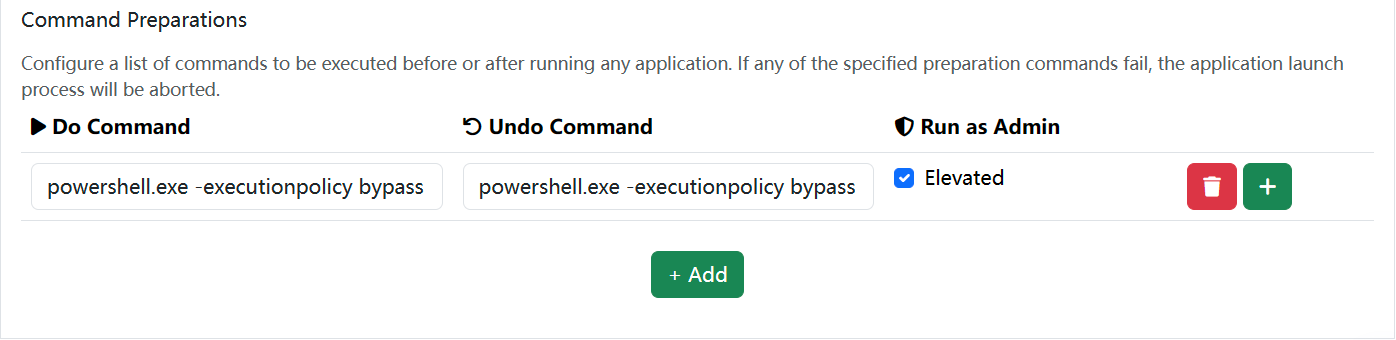 Command Preparations
Configure a list of commands to be executed before or after running any application. If any of the specified preparation commands fail, the application launch
process will be aborted.
Do Command Undo Command Run as Admin
powershell.exe -executionpolicy bypass powershell.exe -executionpolicy bypass Elevated
+ Add